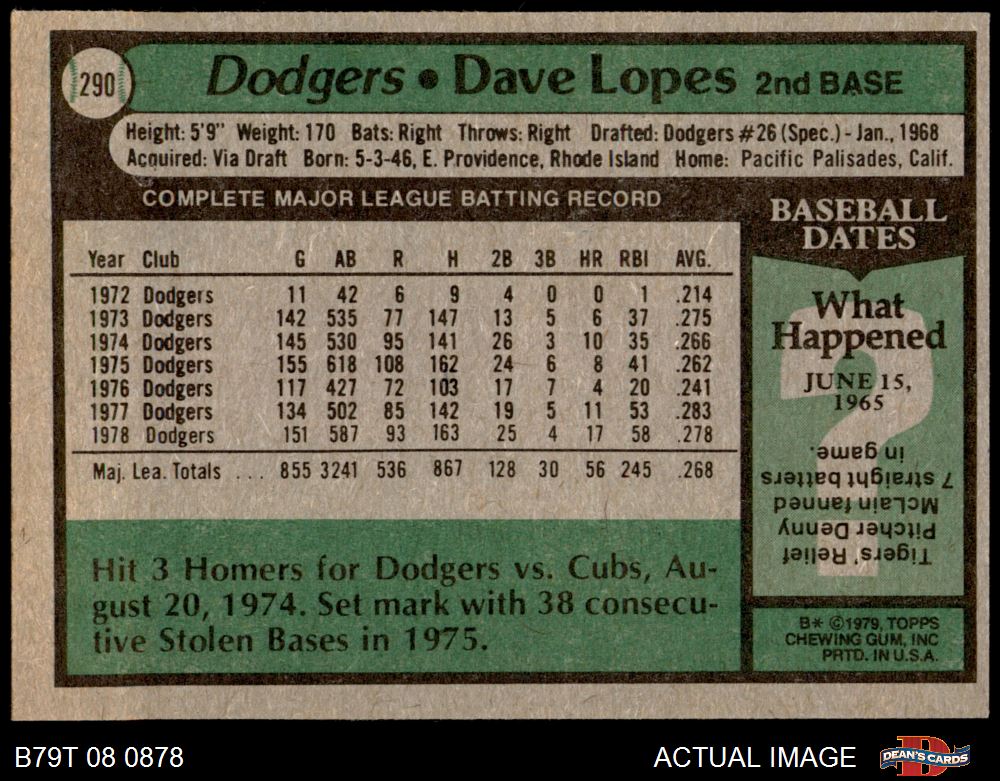 290
Dodgers • Dave Lopes 2nd BASE
Height: 5'9" Weight: 170 Bats: Right Throws: Right Drafted: Dodgers #26 (Spec.) - Jan., 1968
Acquired: Via Draft Born: 5-3-46, E. Providence, Rhode Island Home: Pacific Palisades, Calif.
COMPLETE MAJOR LEAGUE BATTING RECORD
Year Club G AB R H 2B 3B HR RBI AVG.
1972 Dodgers 11 42 6 9 4 0 0 1 .214
1973 Dodgers 142 535 77 147 13 5 6 37 .275
1974 Dodgers 145 530 95 141 26 3 10 35 .266
1975 Dodgers 155 618 108 162 24 6 8 41 .262
1976 Dodgers 117 427 72 103 17 7 4 20 .241
1977 Dodgers 134 502 85 142 19 5 11 53 .283
1978 Dodgers 151 587 93 163 25 4 17 58 .278
Maj. Lea. Totals . . . 855 3241 536 867 128 30 56 245 .268
Hit 3 Homers for Dodgers vs. Cubs, Au-
gust 20, 1974. Set mark with 38 consecu-
tive Stolen Bases in 1975.
BASEBALL
DATES
What
Happened
JUNE 15,
1965
?
Tigers' Relief
Pitcher Denny
McLain fanned
7 straight batters
in game.
B* ©1979, TOPPS
CHEWING GUM, INC
PRTD. IN U.S.A.
B79T 08 0878
ACTUAL IMAGE
D
DEAN'S CARDS